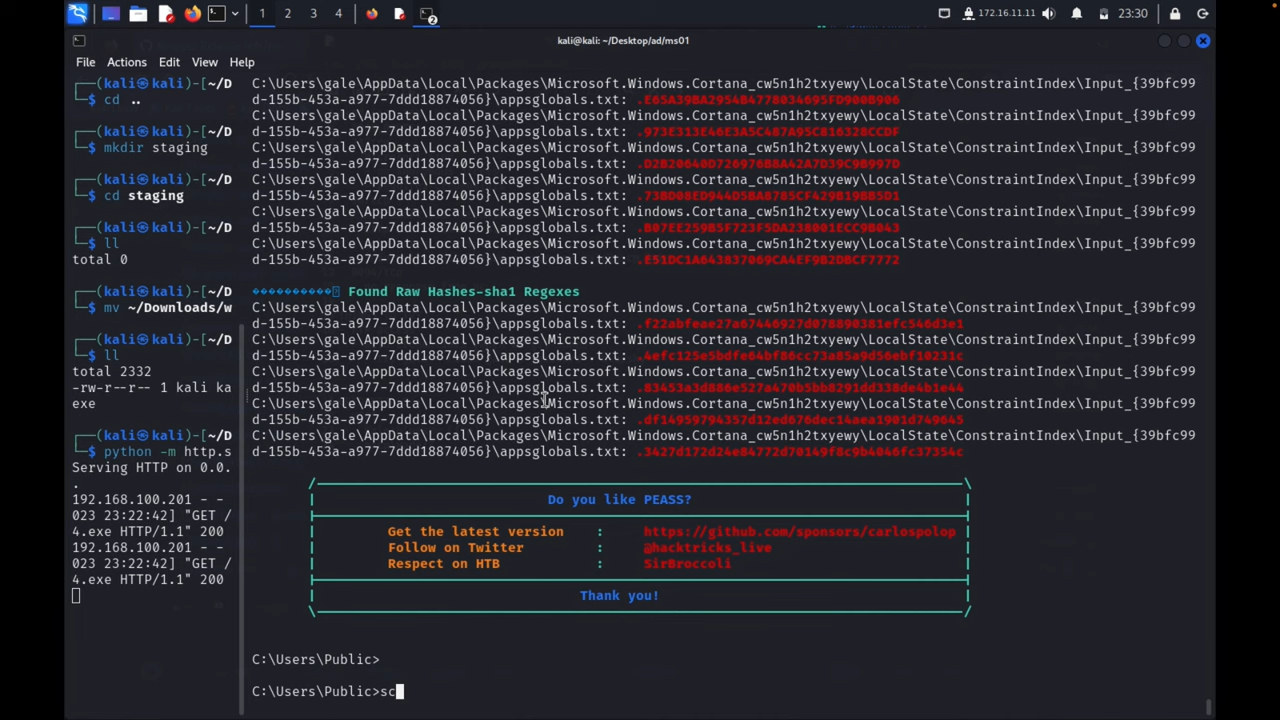 172.16.11.11 23:30
1 2 3 4
2
kali@kali: ~/Desktop/ad/ms01
File Actions Edit View Help
┌──(kali㉿kali)-[~/D
└─$ cd ..
┌──(kali㉿kali)-[~/D
└─$ mkdir staging
┌──(kali㉿kali)-[~/D
└─$ cd staging
┌──(kali㉿kali)-[~/D
└─$ ll
total 0
┌──(kali㉿kali)-[~/D
└─$ mv ~/Downloads/w
┌──(kali㉿kali)-[~/D
└─$ ll
total 2332
-rw-r--r-- 1 kali ka
exe
┌──(kali㉿kali)-[~/D
└─$ python -m http.s
Serving HTTP on 0.0.
.
192.168.100.201 - -
023 23:22:42] "GET /
4.exe HTTP/1.1" 200
192.168.100.201 - -
023 23:22:42] "GET /
4.exe HTTP/1.1" 200
C:\Users\gale\AppData\Local\Packages\Microsoft.Windows.Cortana_cw5n1h2txyewy\LocalState\ConstraintIndex\Input_{39bfc99
d-155b-453a-a977-7ddd18874056}\appsglobals.txt: .E65A39BA2954B4778034695FD900B906
C:\Users\gale\AppData\Local\Packages\Microsoft.Windows.Cortana_cw5n1h2txyewy\LocalState\ConstraintIndex\Input_{39bfc99
d-155b-453a-a977-7ddd18874056}\appsglobals.txt: .973E313E46E3A5C487A95C816328CCDF
C:\Users\gale\AppData\Local\Packages\Microsoft.Windows.Cortana_cw5n1h2txyewy\LocalState\ConstraintIndex\Input_{39bfc99
d-155b-453a-a977-7ddd18874056}\appsglobals.txt: .D2B20640D726976B8A42A7D39C9B997D
C:\Users\gale\AppData\Local\Packages\Microsoft.Windows.Cortana_cw5n1h2txyewy\LocalState\ConstraintIndex\Input_{39bfc99
d-155b-453a-a977-7ddd18874056}\appsglobals.txt: .73BD08ED944D5BA8785CF429B19BB5D1
C:\Users\gale\AppData\Local\Packages\Microsoft.Windows.Cortana_cw5n1h2txyewy\LocalState\ConstraintIndex\Input_{39bfc99
d-155b-453a-a977-7ddd18874056}\appsglobals.txt: .B07EE259B5F723F5DA238001ECC9B043
C:\Users\gale\AppData\Local\Packages\Microsoft.Windows.Cortana_cw5n1h2txyewy\LocalState\ConstraintIndex\Input_{39bfc99
d-155b-453a-a977-7ddd18874056}\appsglobals.txt: .E51DC1A643837069CA4EF9B2DBCF7772
Found Raw Hashes-sha1 Regexes
C:\Users\gale\AppData\Local\Packages\Microsoft.Windows.Cortana_cw5n1h2txyewy\LocalState\ConstraintIndex\Input_{39bfc99
d-155b-453a-a977-7ddd18874056}\appsglobals.txt: .f22abfeae27a67446927d078890381efc546d3e1
C:\Users\gale\AppData\Local\Packages\Microsoft.Windows.Cortana_cw5n1h2txyewy\LocalState\ConstraintIndex\Input_{39bfc99
d-155b-453a-a977-7ddd18874056}\appsglobals.txt: .4efc125e5bdfe64bf86cc73a85a9d56ebf10231c
C:\Users\gale\AppData\Local\Packages\Microsoft.Windows.Cortana_cw5n1h2txyewy\LocalState\ConstraintIndex\Input_{39bfc99
d-155b-453a-a977-7ddd18874056}\appsglobals.txt: .83453a3d886e527a470b5bb8291dd338de4b1e44
C:\Users\gale\AppData\Local\Packages\Microsoft.Windows.Cortana_cw5n1h2txyewy\LocalState\ConstraintIndex\Input_{39bfc99
d-155b-453a-a977-7ddd18874056}\appsglobals.txt: .df14959794357d12ed676dec14aea1901d749645
C:\Users\gale\AppData\Local\Packages\Microsoft.Windows.Cortana_cw5n1h2txyewy\LocalState\ConstraintIndex\Input_{39bfc99
d-155b-453a-a977-7ddd18874056}\appsglobals.txt: .3427d172d24e84772d70149f8c9b4046fc37354c
Do you like PEASS?
Get the latest version : https://github.com/sponsors/carlospolop
Follow on Twitter : @hacktricks_live
Respect on HTB : SirBroccoli
Thank you!
C:\Users\Public>
C:\Users\Public>sc